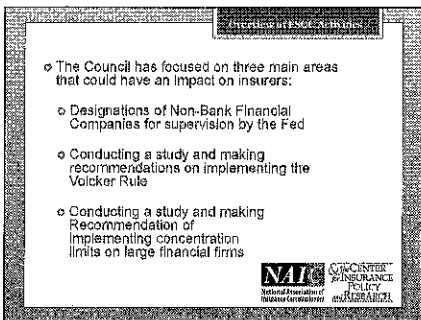 Overview of FSOC Activities
The Council has focused on three main areas
that could have an impact on insurers:
Designations of Non-Bank Financial
Companies for supervision by the Fed
Conducting a study and making
recommendations on implementing the
Volcker Rule
Conducting a study and making
Recommendation of
Implementing concentration
limits on large financial firms
NAIC
National Association of
Insurance Commissioners
& The CENTER
for INSURANCE
POLICY
and RESEARCH